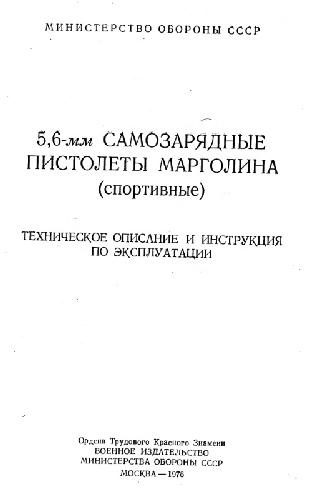 МИНИСТЕРСТВО ОБОРОНЫ СССР
5,6-мм САМОЗАРЯДНЫЕ
ПИСТОЛЕТЫ МАРГОЛИНА
(спортивные)
ТЕХНИЧЕСКОЕ ОПИСАНИЕ И ИНСТРУКЦИЯ
ПО ЭКСПЛУАТАЦИИ
Ордена Трудового Красного Знамени
ВОЕННОЕ ИЗДАТЕЛЬСТВО
МИНИСТЕРСТВА ОБОРОНЫ СССР
МОСКВА — 1976